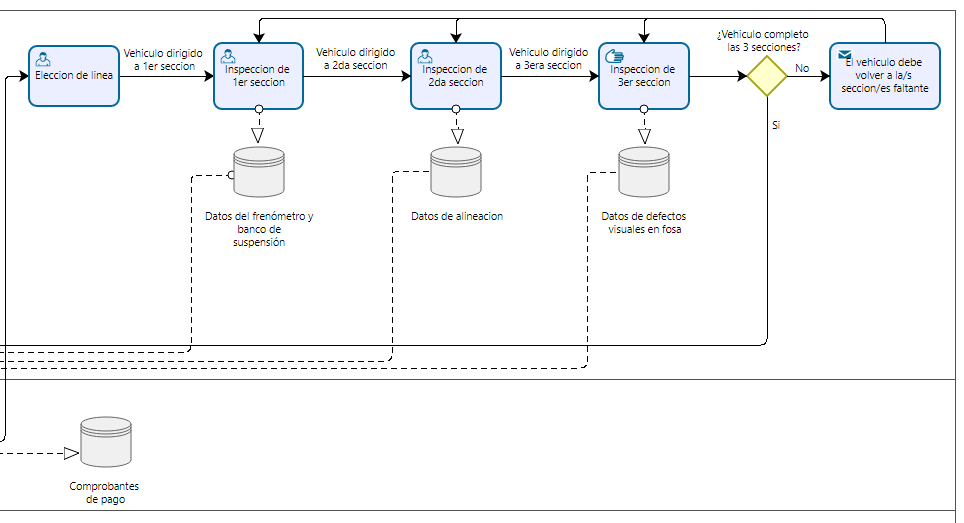 ¿Vehiculo completo
las 3 secciones?
Vehiculo dirigido
a 1er seccion
Vehiculo dirigido
a 2da seccion
Vehiculo dirigido
a 3era seccion
Eleccion de linea
Inspeccion de
1er seccion
Inspeccion de
2da seccion
Inspeccion de
3er seccion
No
El vehiculo debe
volver a la/s
seccion/es faltante
Si
Datos del frenómetro y
banco de
suspensión
Datos de alineacion
Datos de defectos
visuales en fosa
Comprobantes
de pago